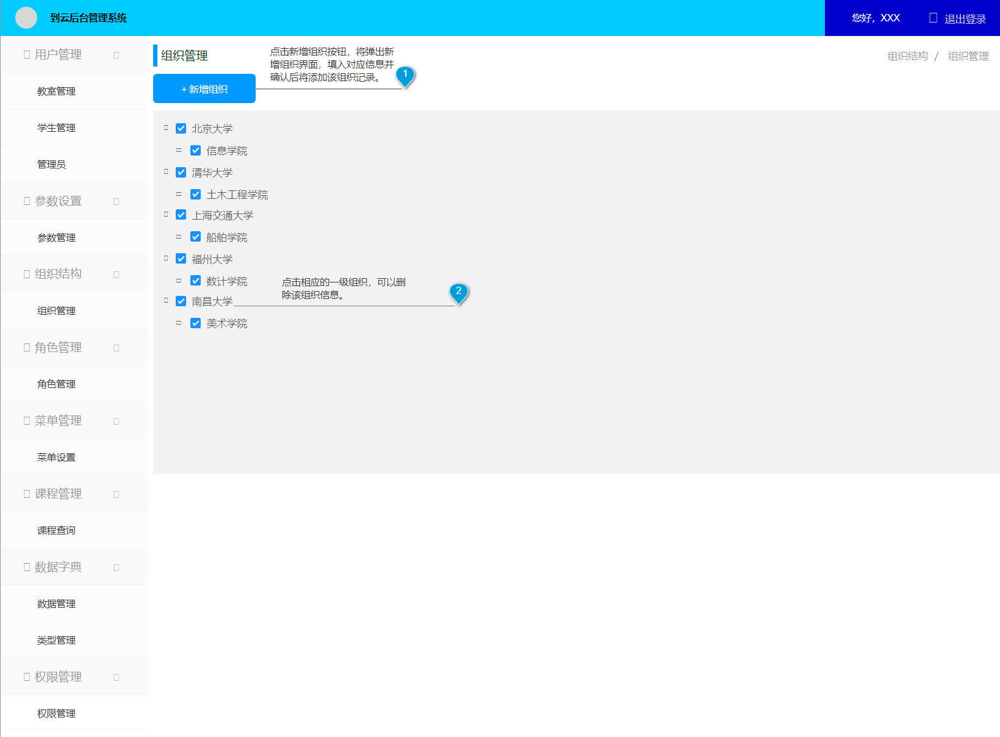 到云后台管理系统
您好，XXX
退出登录
用户管理
教室管理
学生管理
管理员
参数设置
参数管理
组织结构
组织管理
角色管理
角色管理
菜单管理
菜单设置
课程管理
课程查询
数据字典
数据管理
类型管理
权限管理
权限管理
组织管理
组织结构 / 组织管理
点击新增组织按钮，将弹出新
增组织界面，填入对应信息并
确认后将添加该组织记录。
1
+ 新增组织
北京大学
信息学院
清华大学
土木工程学院
上海交通大学
船舶学院
福州大学
数计学院
点击相应的一级组织，可以删
除该组织信息。
2
南昌大学
美术学院